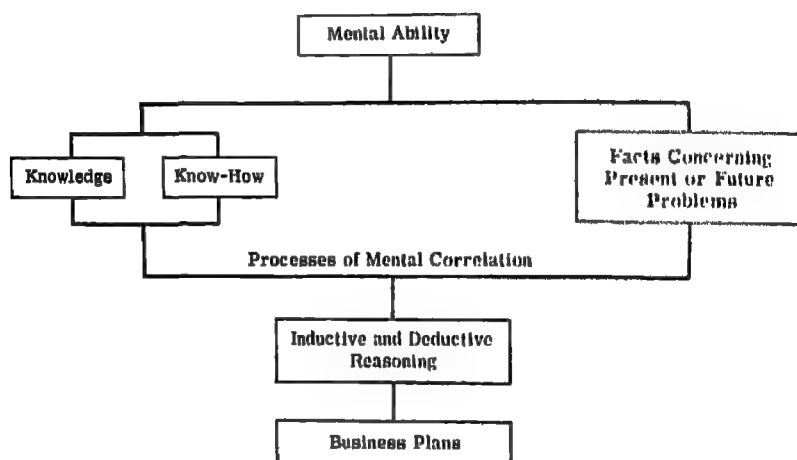 Mental Ability
Knowledge
Know-How
Facts Concerning
Present or Future
Problems
Processes of Mental Correlation
Inductive and Deductive
Reasoning
Business Plans